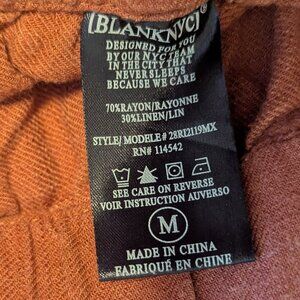 [BLANKNYC]®
DESIGNED FOR YOU
BY OUR NYC TEAM
IN THE CITY THAT
NEVER SLEEPS
BECAUSE WE CARE
70%RAYON/RAYONNE
30%LINEN/LIN
STYLE/ MODELE # 28RI2119MX
RN# 114542
SEE CARE ON REVERSE
VOIR INSTRUCTION AUVERSO
M
MADE IN CHINA
FABRIQUÉ EN CHINE